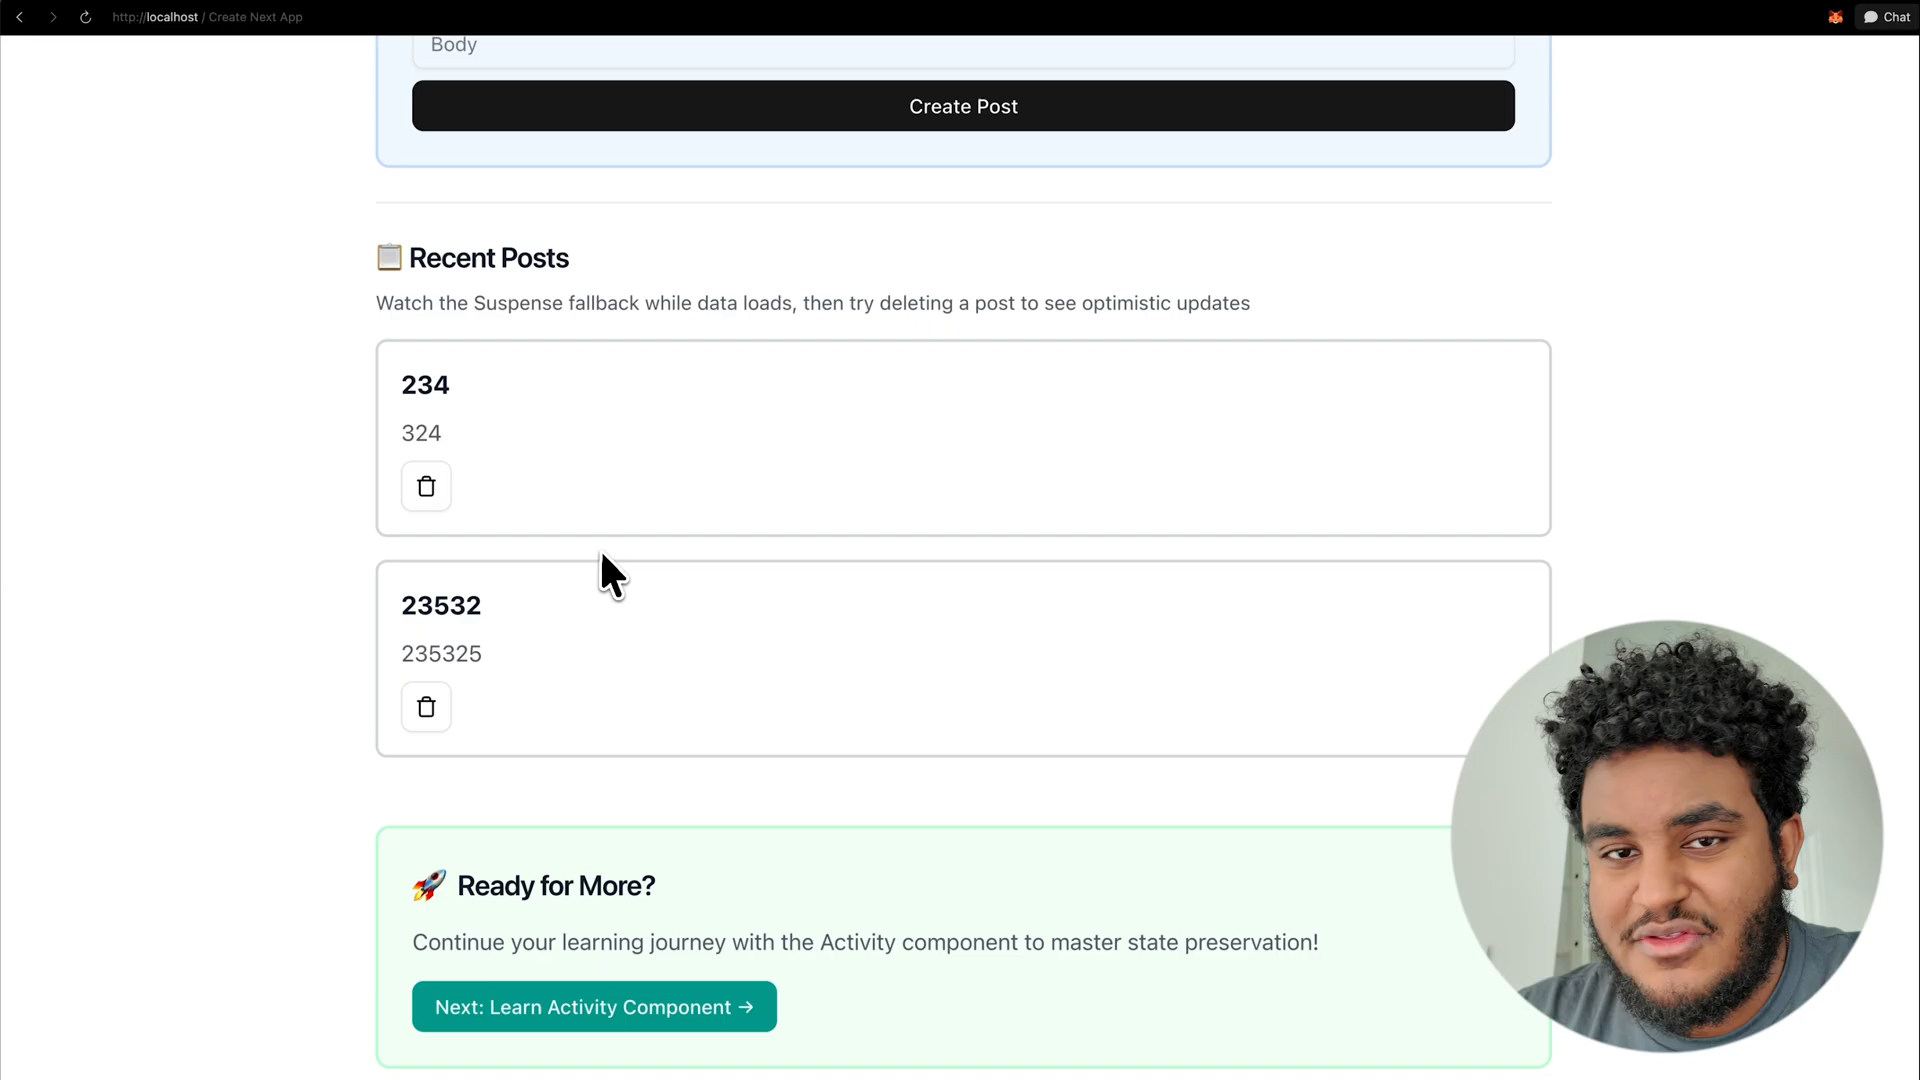 http://localhost / Create Next App
Chat
Body
Create Post
Recent Posts
Watch the Suspense fallback while data loads, then try deleting a post to see optimistic updates
234
324
23532
235325
Ready for More?
Continue your learning journey with the Activity component to master state preservation!
Next: Learn Activity Component →